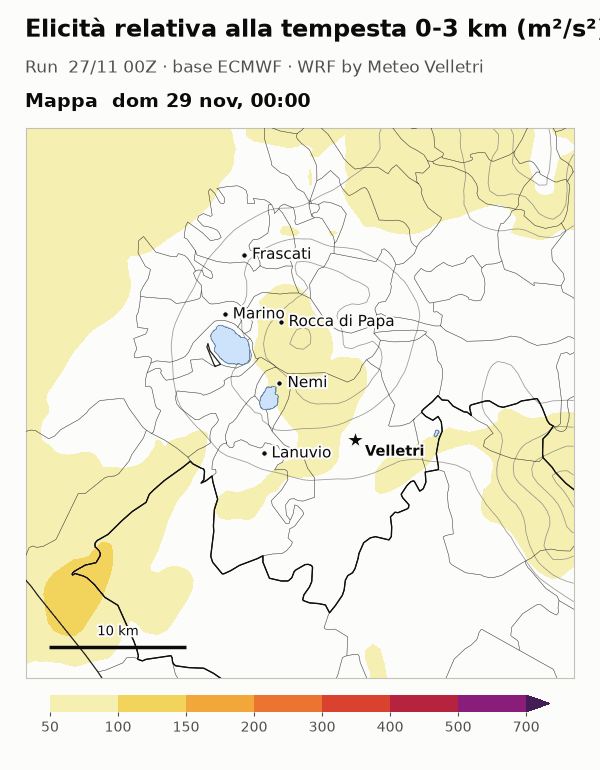 Elicità relativa alla tempesta 0-3 km (m²/s²)
Run 27/11 00Z · base ECMWF · WRF by Meteo Velletri
Mappa dom 29 nov, 00:00
Frascati
Marino
Rocca di Papa
Nemi
Lanuvio
Velletri
10 km
50 100 150 200 300 400 500 700